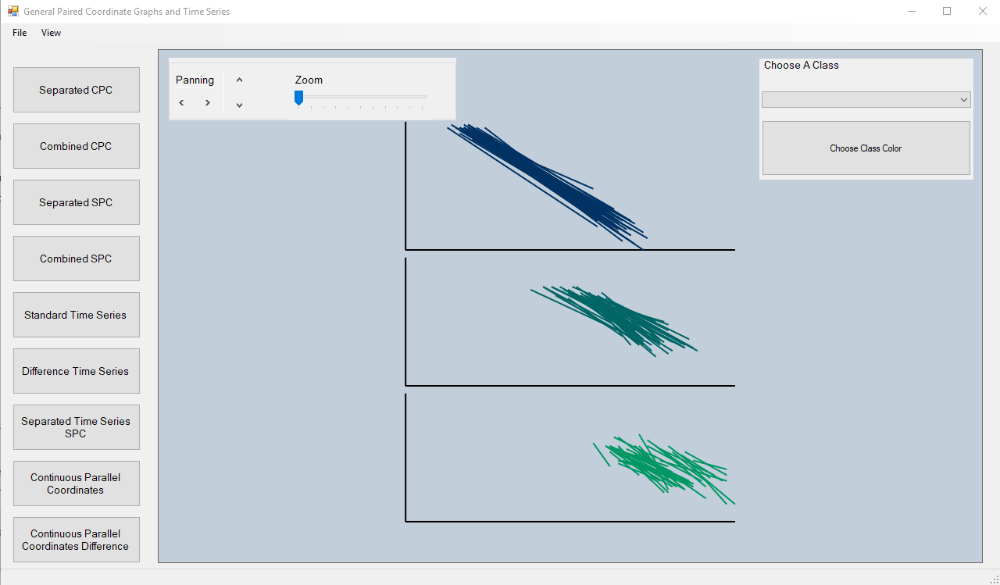 General Paired Coordinate Graphs and Time Series
File View
Separated CPC
Combined CPC
Separated SPC
Combined SPC
Standard Time Series
Difference Time Series
Separated Time Series
SPC
Continuous Parallel
Coordinates
Continuous Parallel
Coordinates Difference
Panning
Zoom
Choose A Class
Choose Class Color